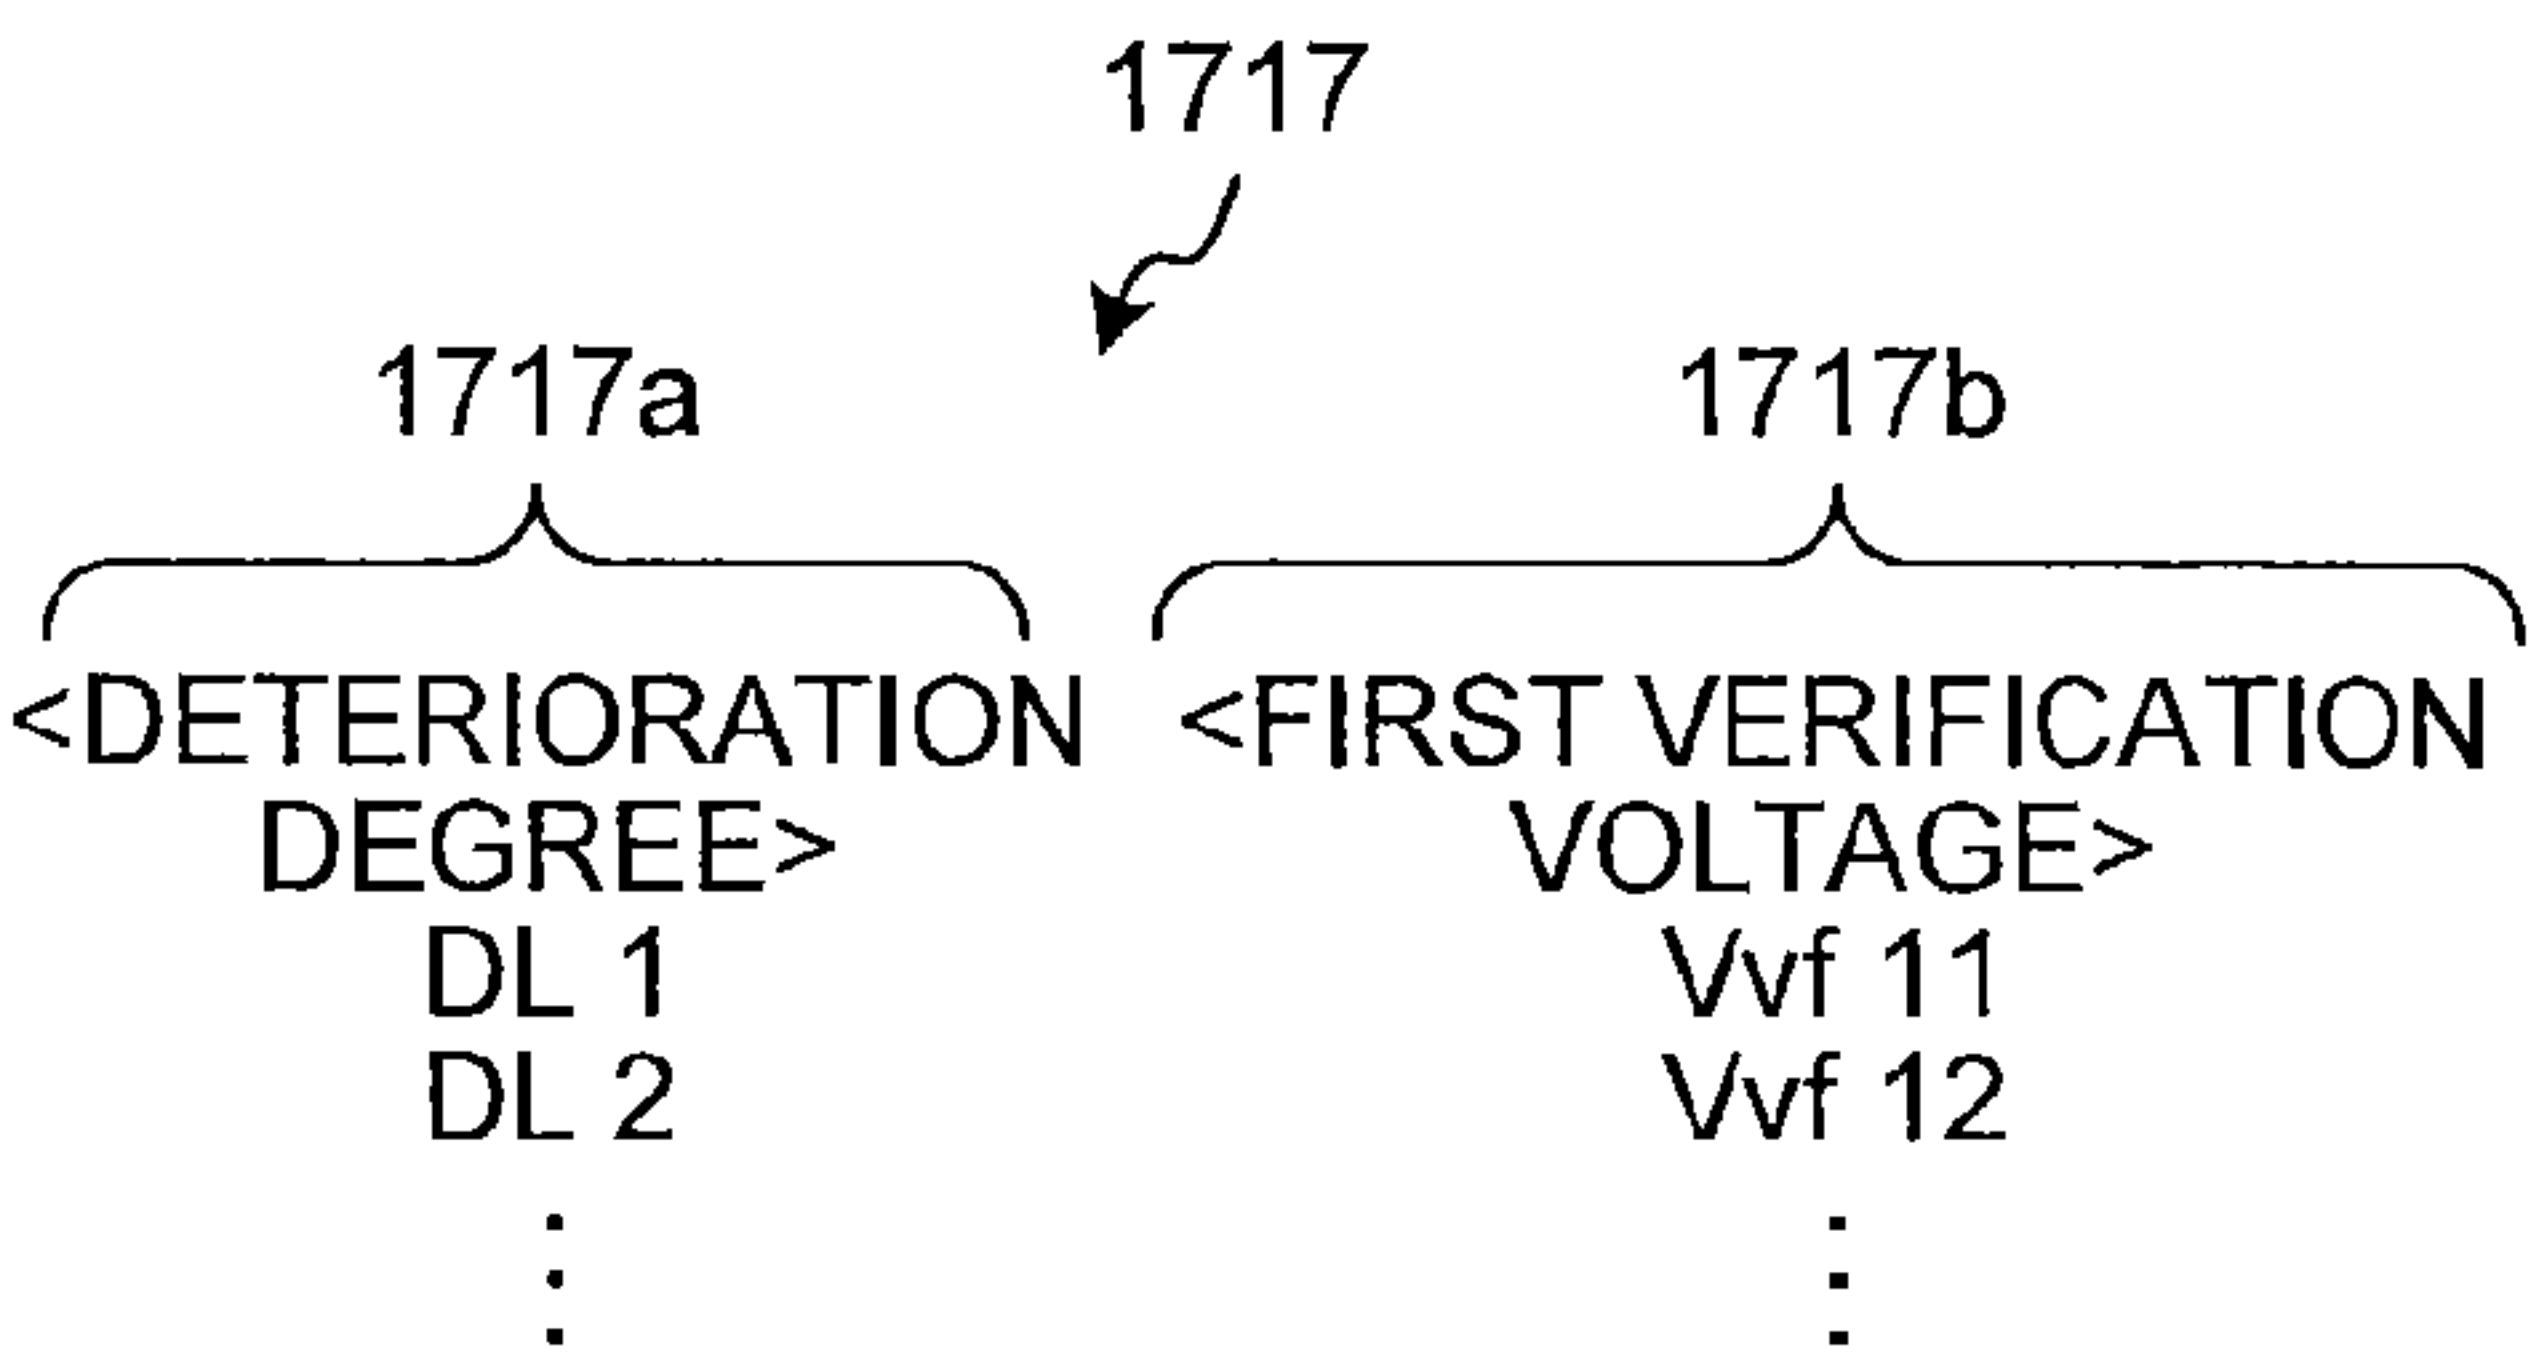 1717
1717a 1717b
<DETERIORATION <FIRST VERIFICATION
DEGREE> VOLTAGE>
DL 1 Vvf 11
DL 2 Vvf 12